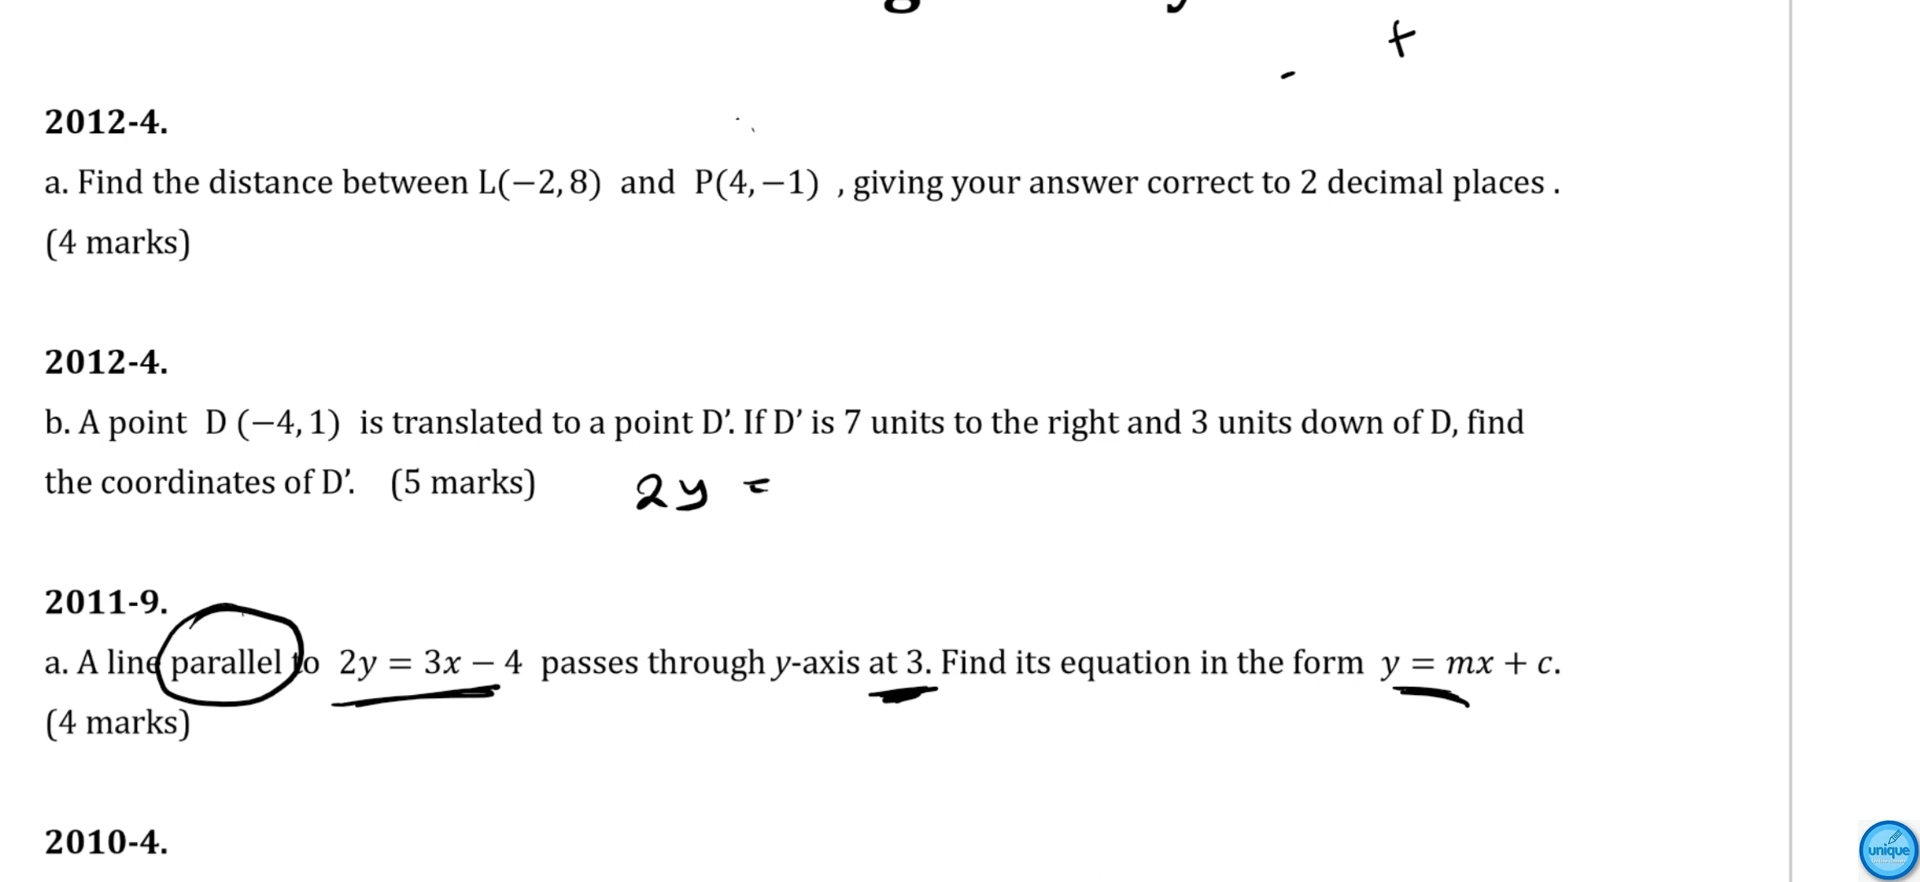 +
-
2012-4.
a. Find the distance between L(−2, 8) and P(4, −1) , giving your answer correct to 2 decimal places .
(4 marks)
2012-4.
b. A point D (−4, 1) is translated to a point D’. If D’ is 7 units to the right and 3 units down of D, find
the coordinates of D’. (5 marks)
2y =
2011-9.
a. A line parallel to 2y = 3x − 4 passes through y-axis at 3. Find its equation in the form y = mx + c.
(4 marks)
2010-4.
unique